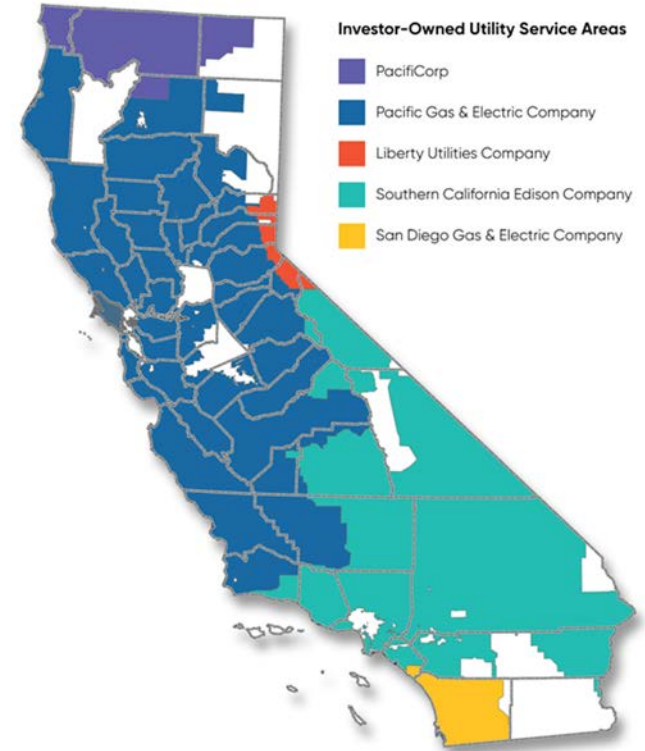 Investor-Owned Utility Service Areas
PacifiCorp
Pacific Gas & Electric Company
Liberty Utilities Company
Southern California Edison Company
San Diego Gas & Electric Company